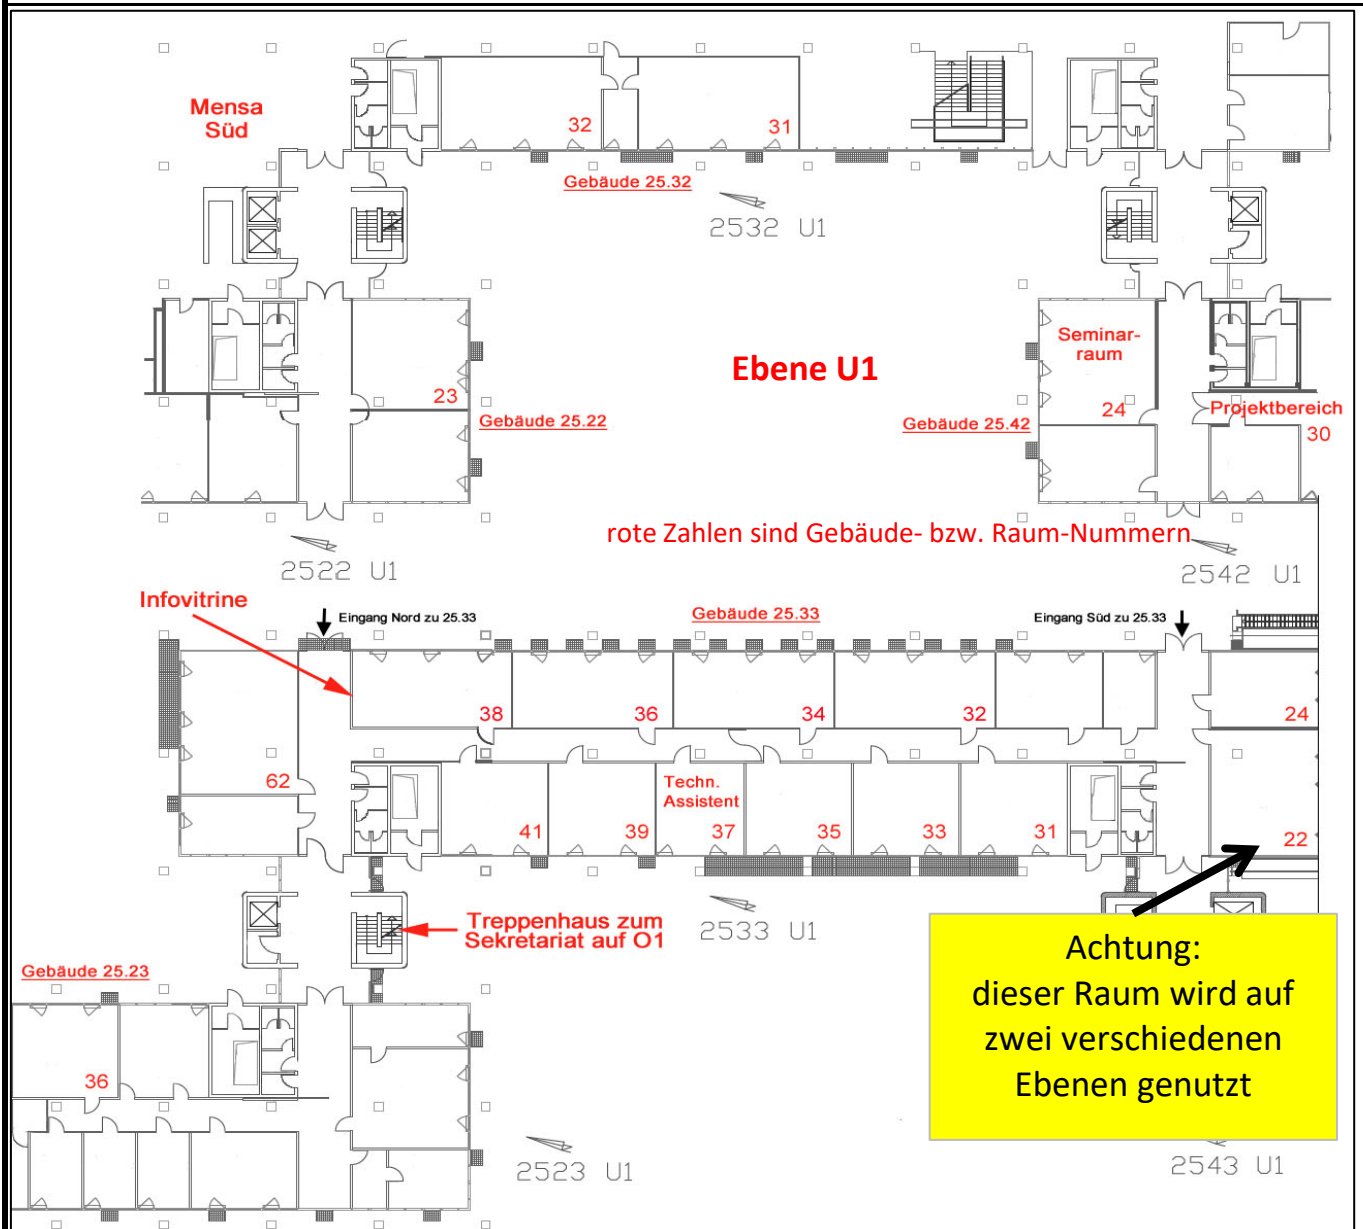 Mensa
Süd
32
31
Gebäude 25.32
2532 U1
23
Gebäude 25.22
Ebene U1
Seminar-
raum
24
Gebäude 25.42
Projektbereich
30
rote Zahlen sind Gebäude- bzw. Raum-Nummern
2522 U1
2542 U1
Infovitrine
Eingang Nord zu 25.33
Gebäude 25.33
Eingang Süd zu 25.33
38
36
34
32
24
62
Techn.
Assistent
41
39
37
35
33
31
22
Treppenhaus zum
Sekretariat auf O1
2533 U1
Gebäude 25.23
36
2523 U1
Achtung:
dieser Raum wird auf
zwei verschiedenen
Ebenen genutzt
2543 U1